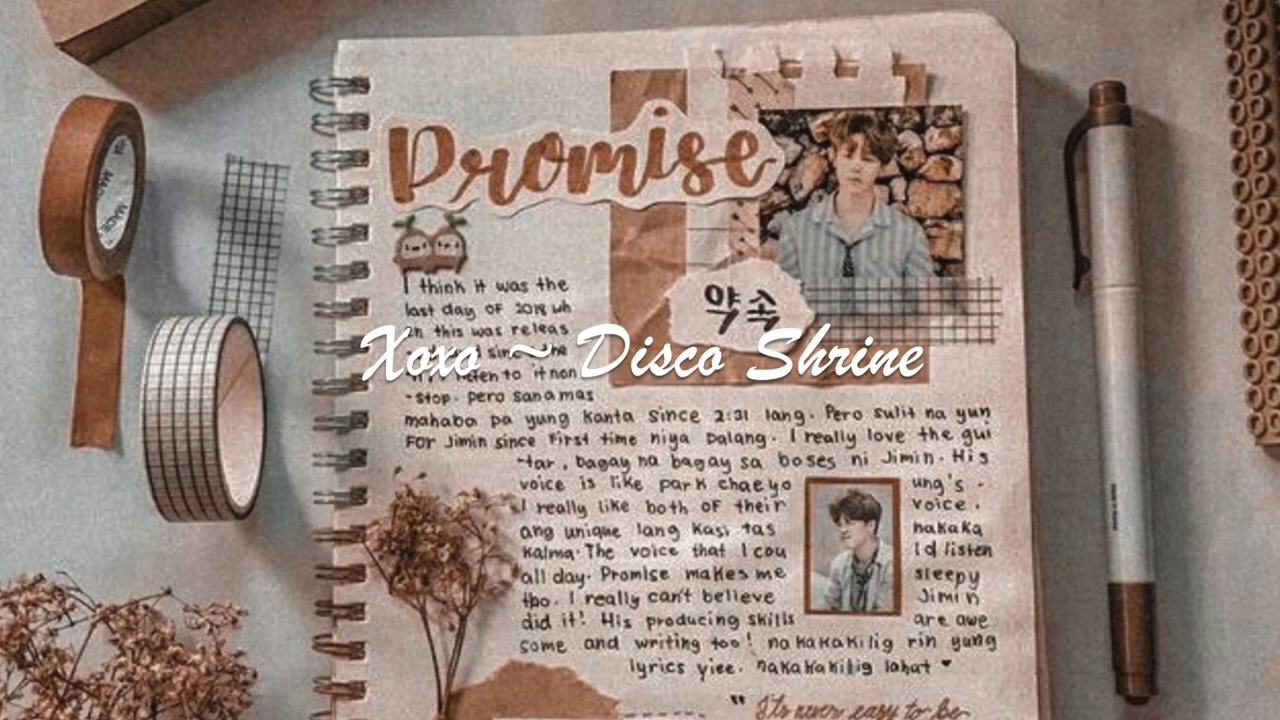 Promise
약속
I think it was the
last day of 2018 wh
en this was releas
Xoxo ~ Disco Shrine
listen to it non
-stop. pero sana mas
mahaba pa yung kanta since 2:31 lang. Pero sulit na yun
For Jimin since First time niya palang. I really love the gui
-tar, bagay na bagay sa boses ni Jimin. His
voice is like park chaeyo ung's -
I really like both of their voice.
ang unique lang kasi tas nakaka
kalma. The voice that I cou ld listen
all day. Promise makes me sleepy
tbo. I really can't believe Jimin
did it! His producing skills are awe
some and writing too! nakakakilig rin yung
lyrics yiee. nakakakilig lahat ♥
"It's never easy to be